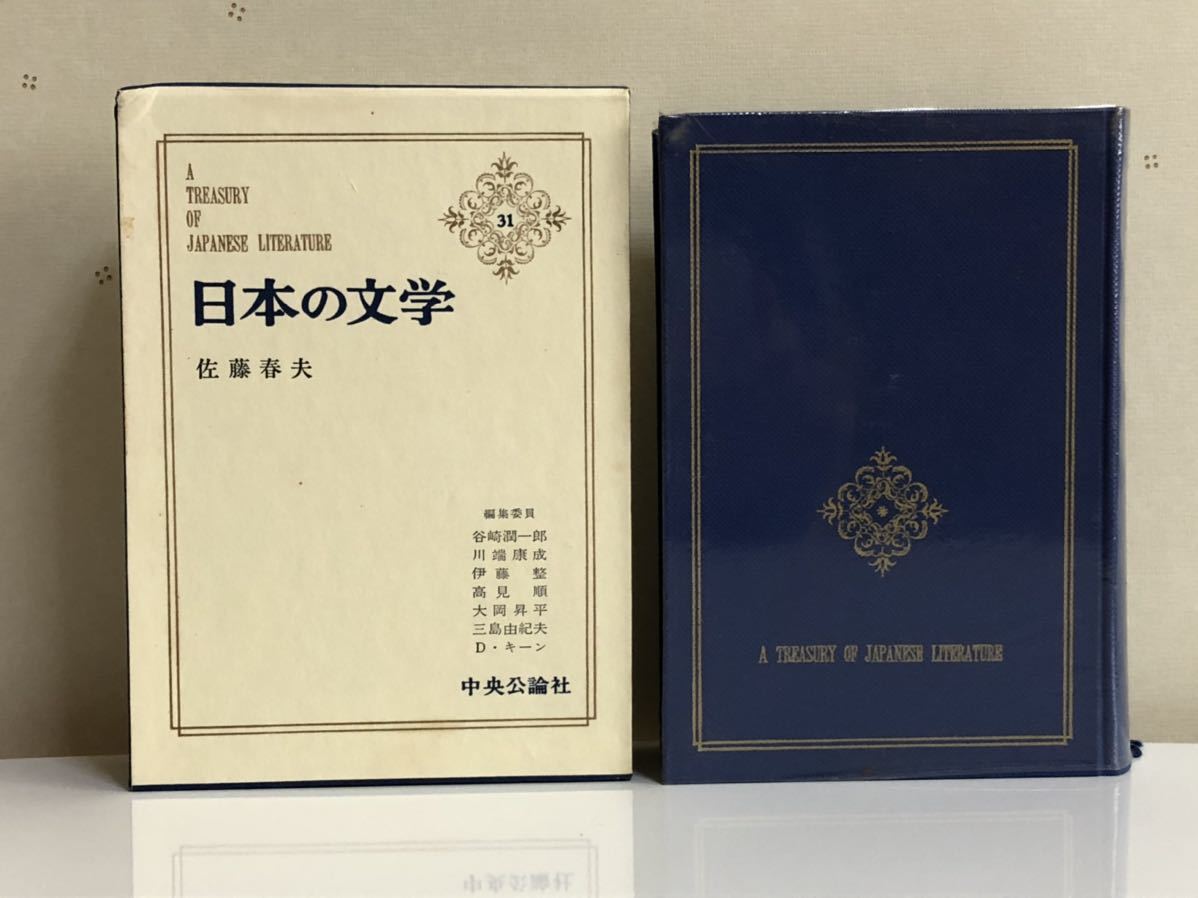 A
TREASURY
OF
JAPANESE LITERATURE
31
日本の文学
佐藤春夫
編集委員
谷崎潤一郎
川端康成
伊藤 整
高見 順
大岡昇平
三島由紀夫
D・キーン
中央公論社
A TREASURY OF JAPANESE LITERATURE